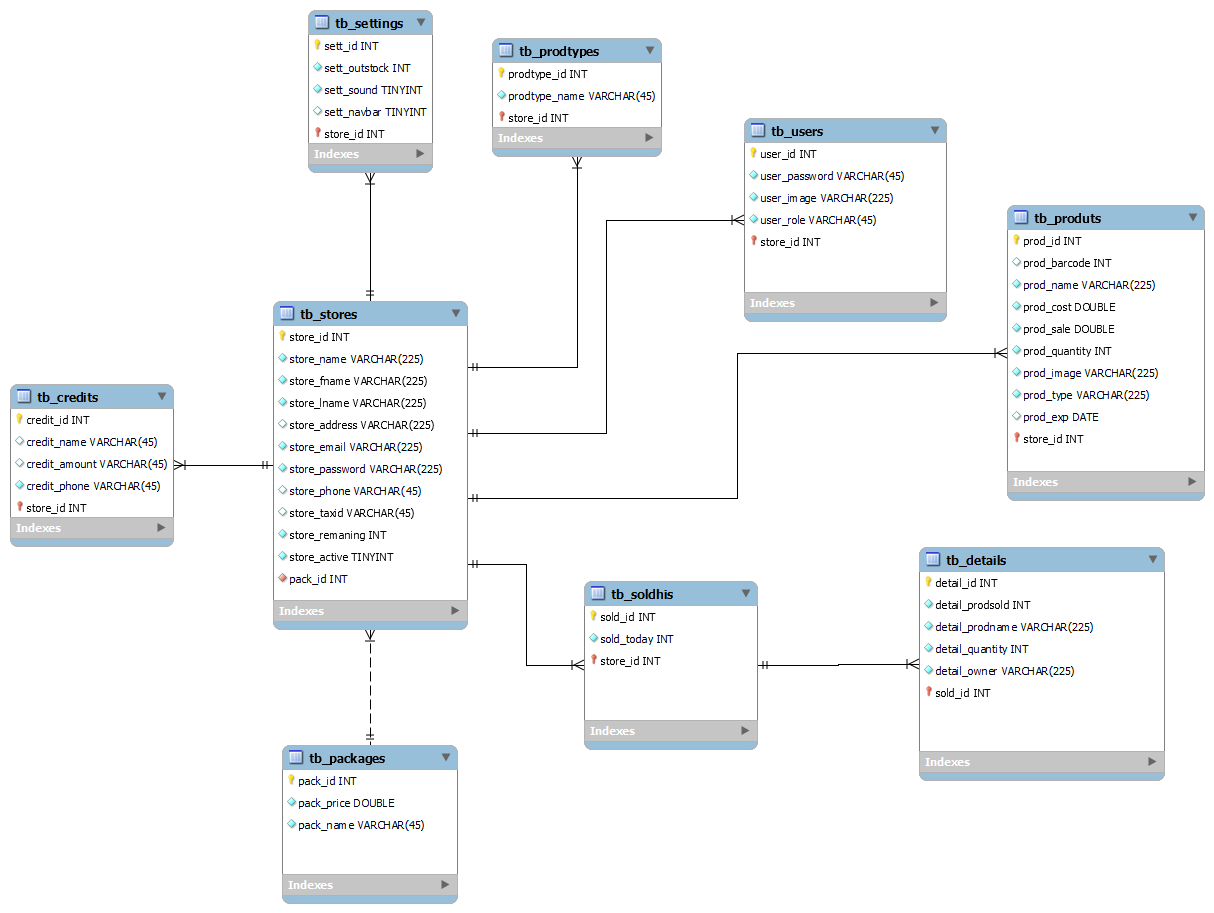 tb_settings
sett_id INT
sett_outstock INT
sett_sound TINYINT
sett_navbar TINYINT
store_id INT
Indexes
tb_prodtypes
prodtype_id INT
prodtype_name VARCHAR(45)
store_id INT
Indexes
tb_users
user_id INT
user_password VARCHAR(45)
user_image VARCHAR(225)
user_role VARCHAR(45)
store_id INT
Indexes
tb_produts
prod_id INT
prod_barcode INT
prod_name VARCHAR(225)
prod_cost DOUBLE
prod_sale DOUBLE
prod_quantity INT
prod_image VARCHAR(225)
prod_type VARCHAR(225)
prod_exp DATE
store_id INT
Indexes
tb_stores
store_id INT
store_name VARCHAR(225)
store_fname VARCHAR(225)
store_lname VARCHAR(225)
store_address VARCHAR(225)
store_email VARCHAR(225)
store_password VARCHAR(225)
store_phone VARCHAR(45)
store_taxid VARCHAR(45)
store_remaning INT
store_active TINYINT
pack_id INT
Indexes
tb_credits
credit_id INT
credit_name VARCHAR(45)
credit_amount VARCHAR(45)
credit_phone VARCHAR(45)
store_id INT
Indexes
tb_soldhis
sold_id INT
sold_today INT
store_id INT
Indexes
tb_details
detail_id INT
detail_prodsold INT
detail_prodname VARCHAR(225)
detail_quantity INT
detail_owner VARCHAR(225)
sold_id INT
Indexes
tb_packages
pack_id INT
pack_price DOUBLE
pack_name VARCHAR(45)
Indexes